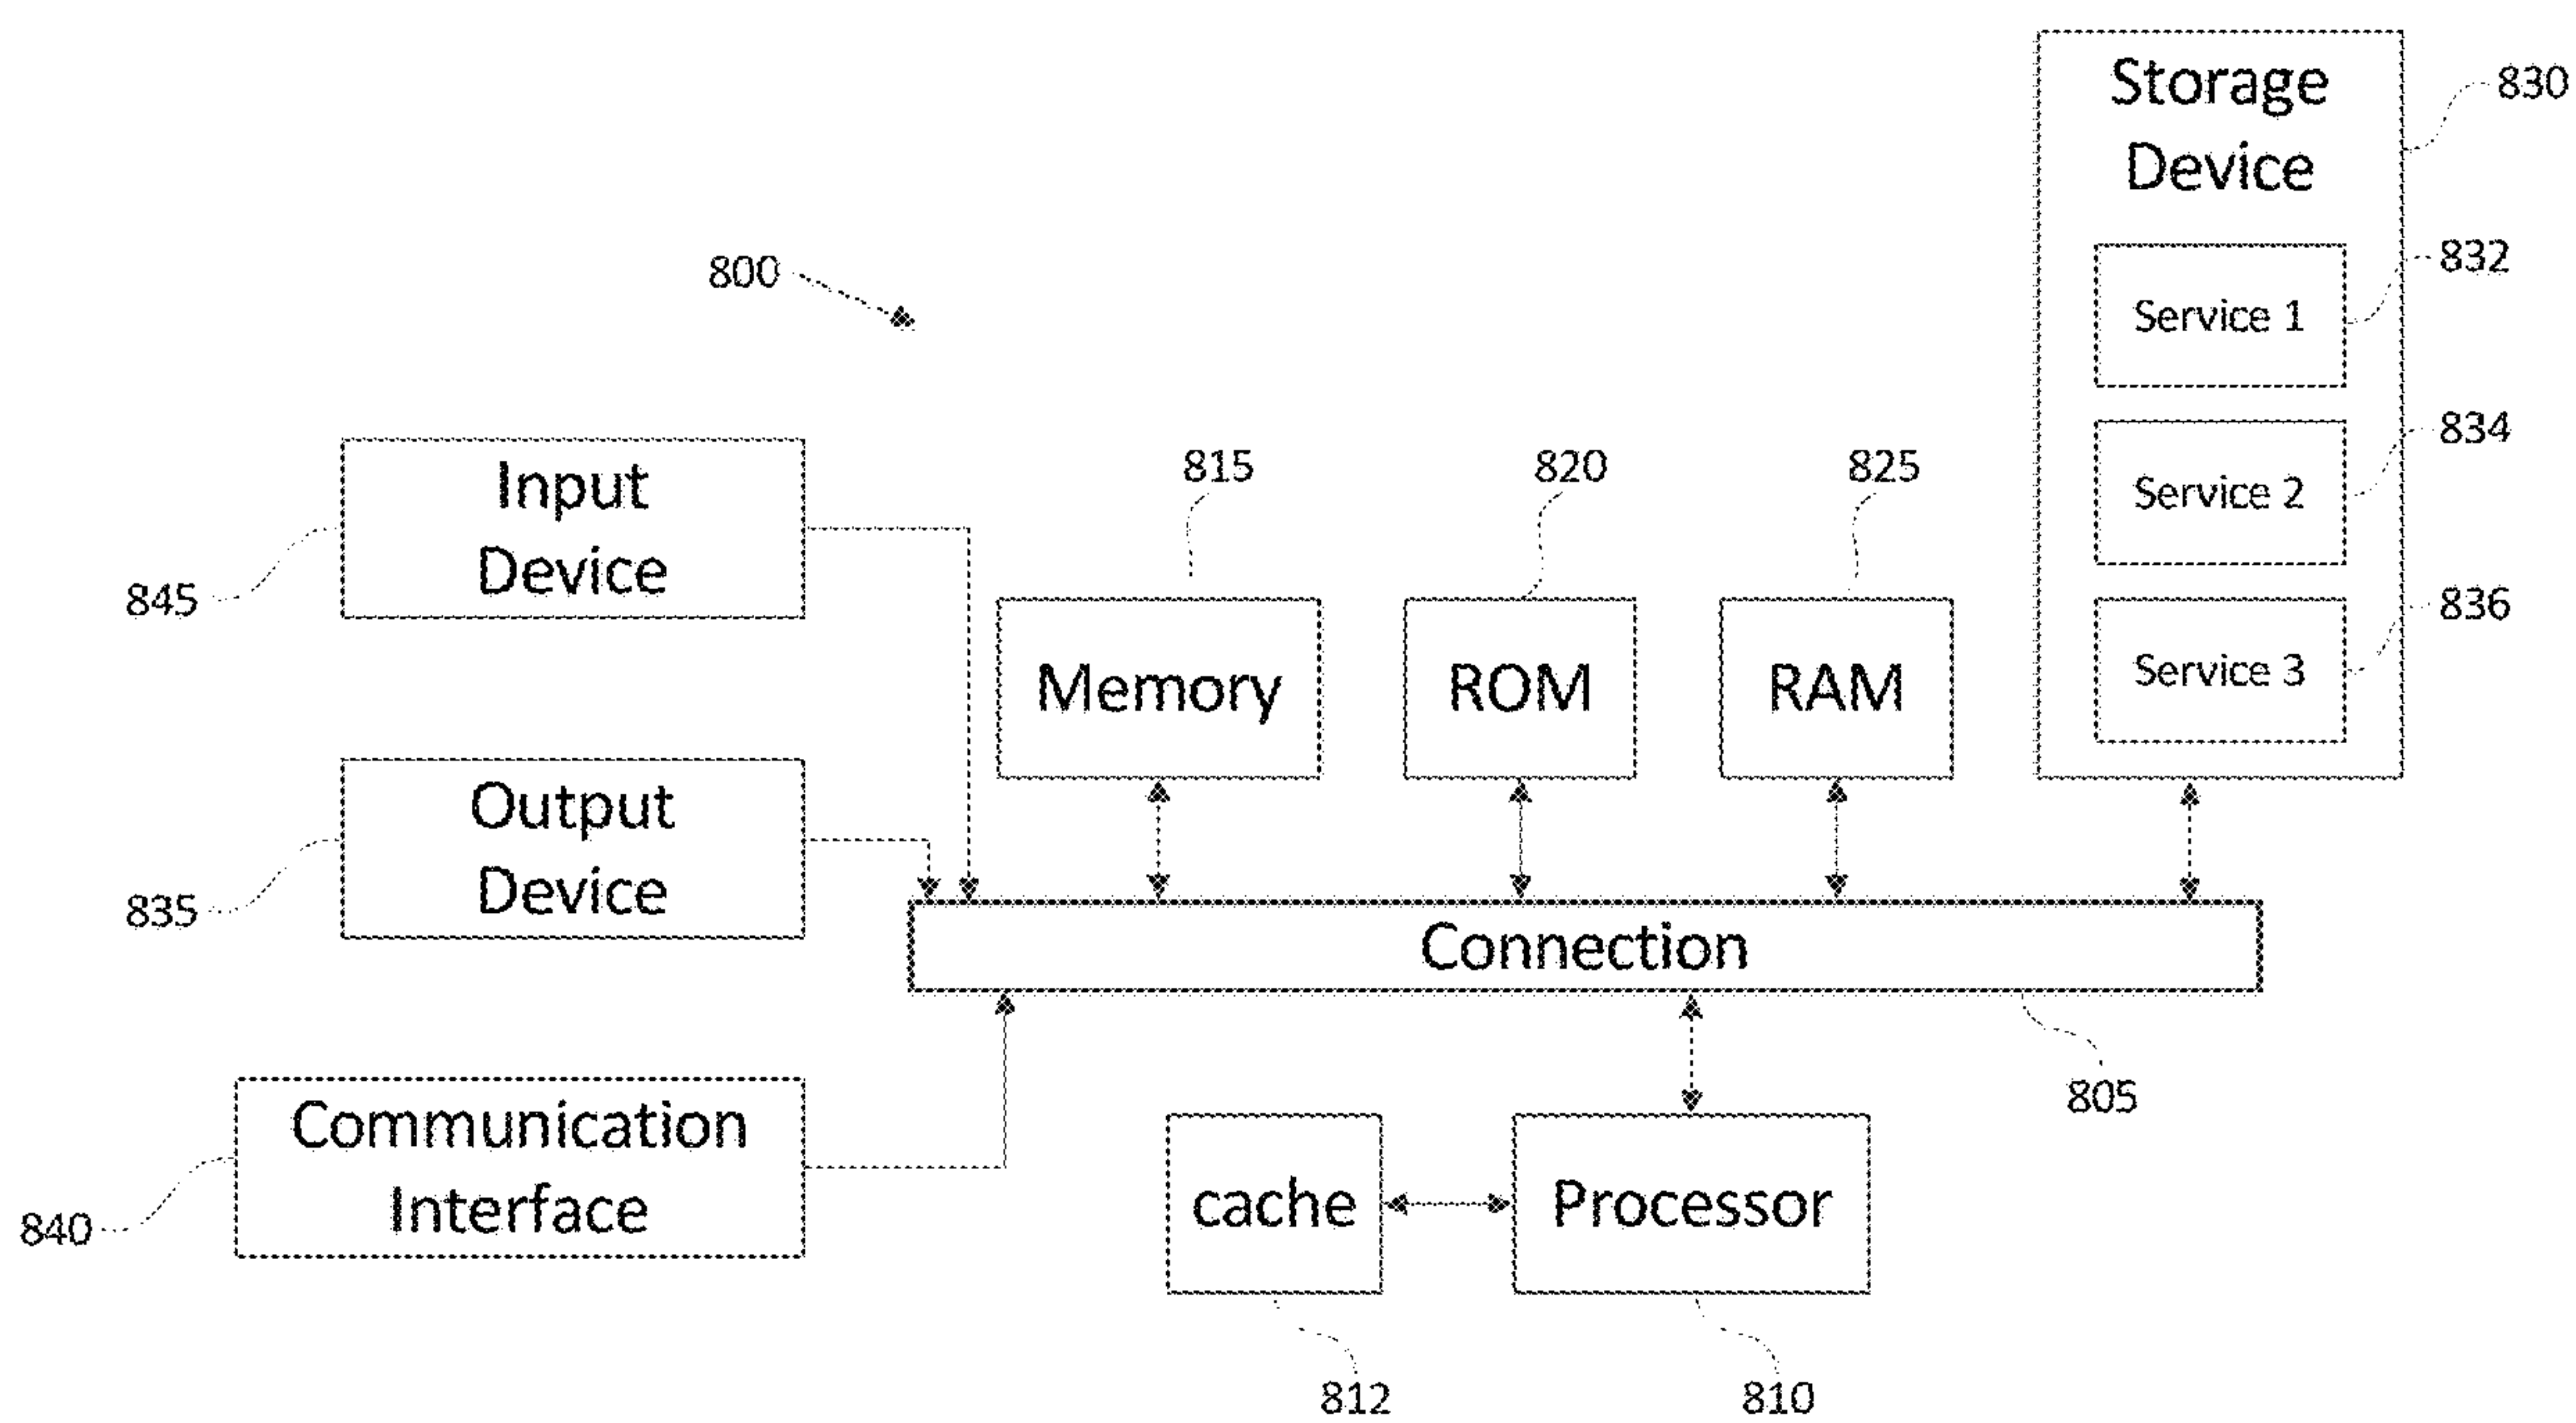 Storage
Device
830
832
800
Service 1
834
Input
Device
815
820
825
Service 2
845
836
Memory
ROM
RAM
Service 3
Output
Device
835
Connection
805
Communication
Interface
840
cache
Processor
812
810